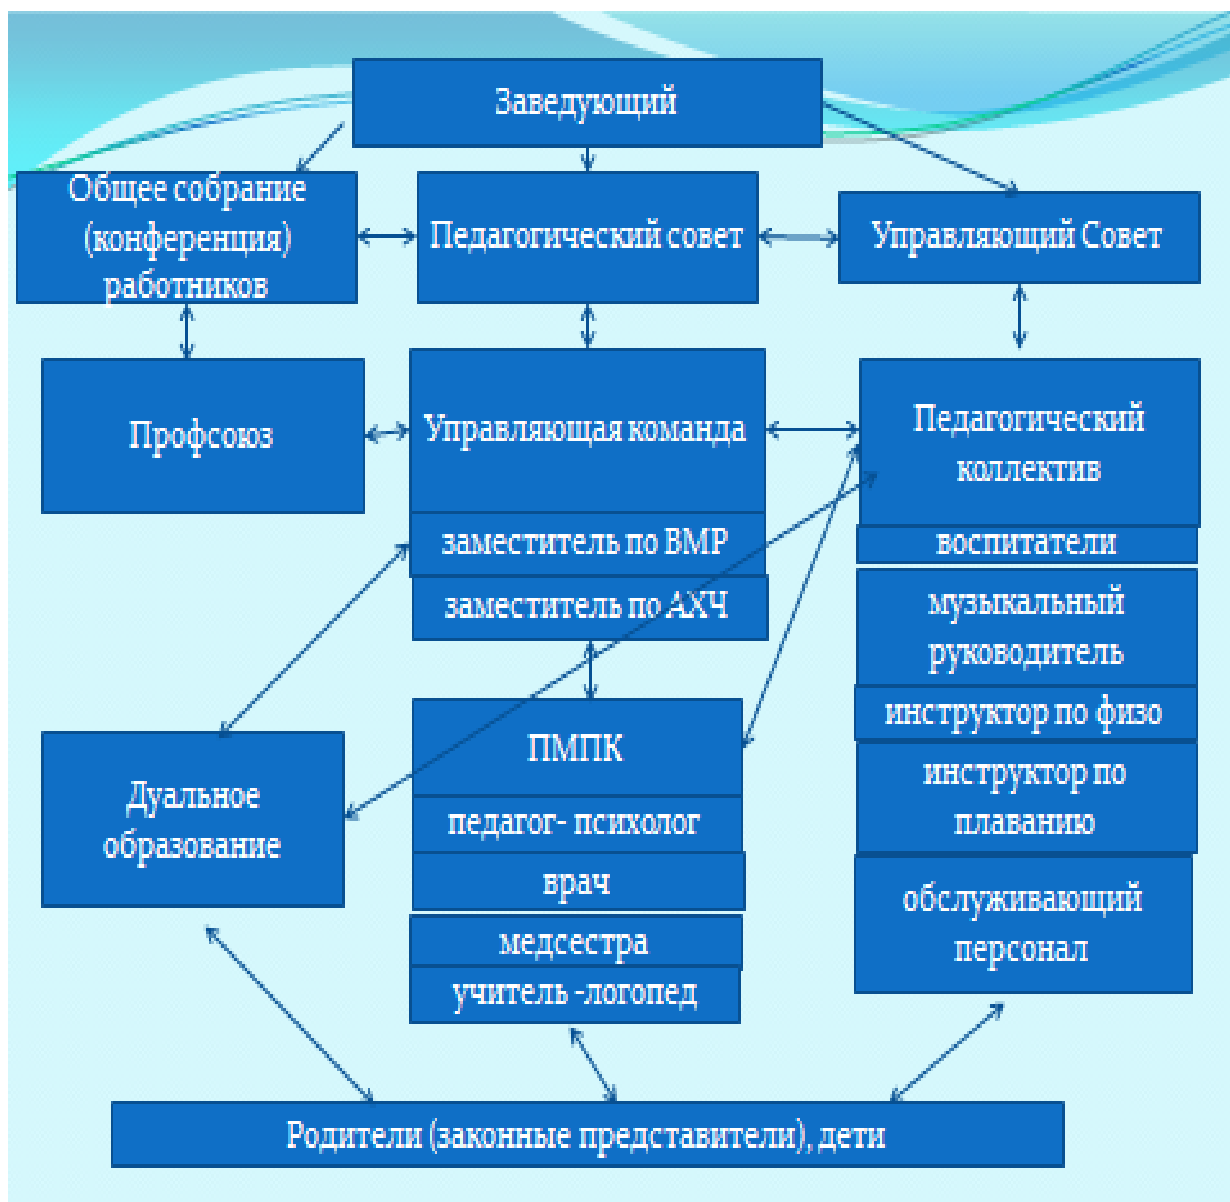 Заведующий
Общее собрание
(конференция)
работников
Педагогический совет
Управляющий Совет
Профсоюз
Управляющая команда
заместитель по ВМР
заместитель по АХЧ
Педагогический
коллектив
воспитатели
музыкальный
руководитель
инструктор по физо
инструктор по
плаванию
обслуживающий
персонал
Дуальное
образование
ПМПК
педагог- психолог
врач
медсестра
учитель -логопед
Родители (законные представители), дети